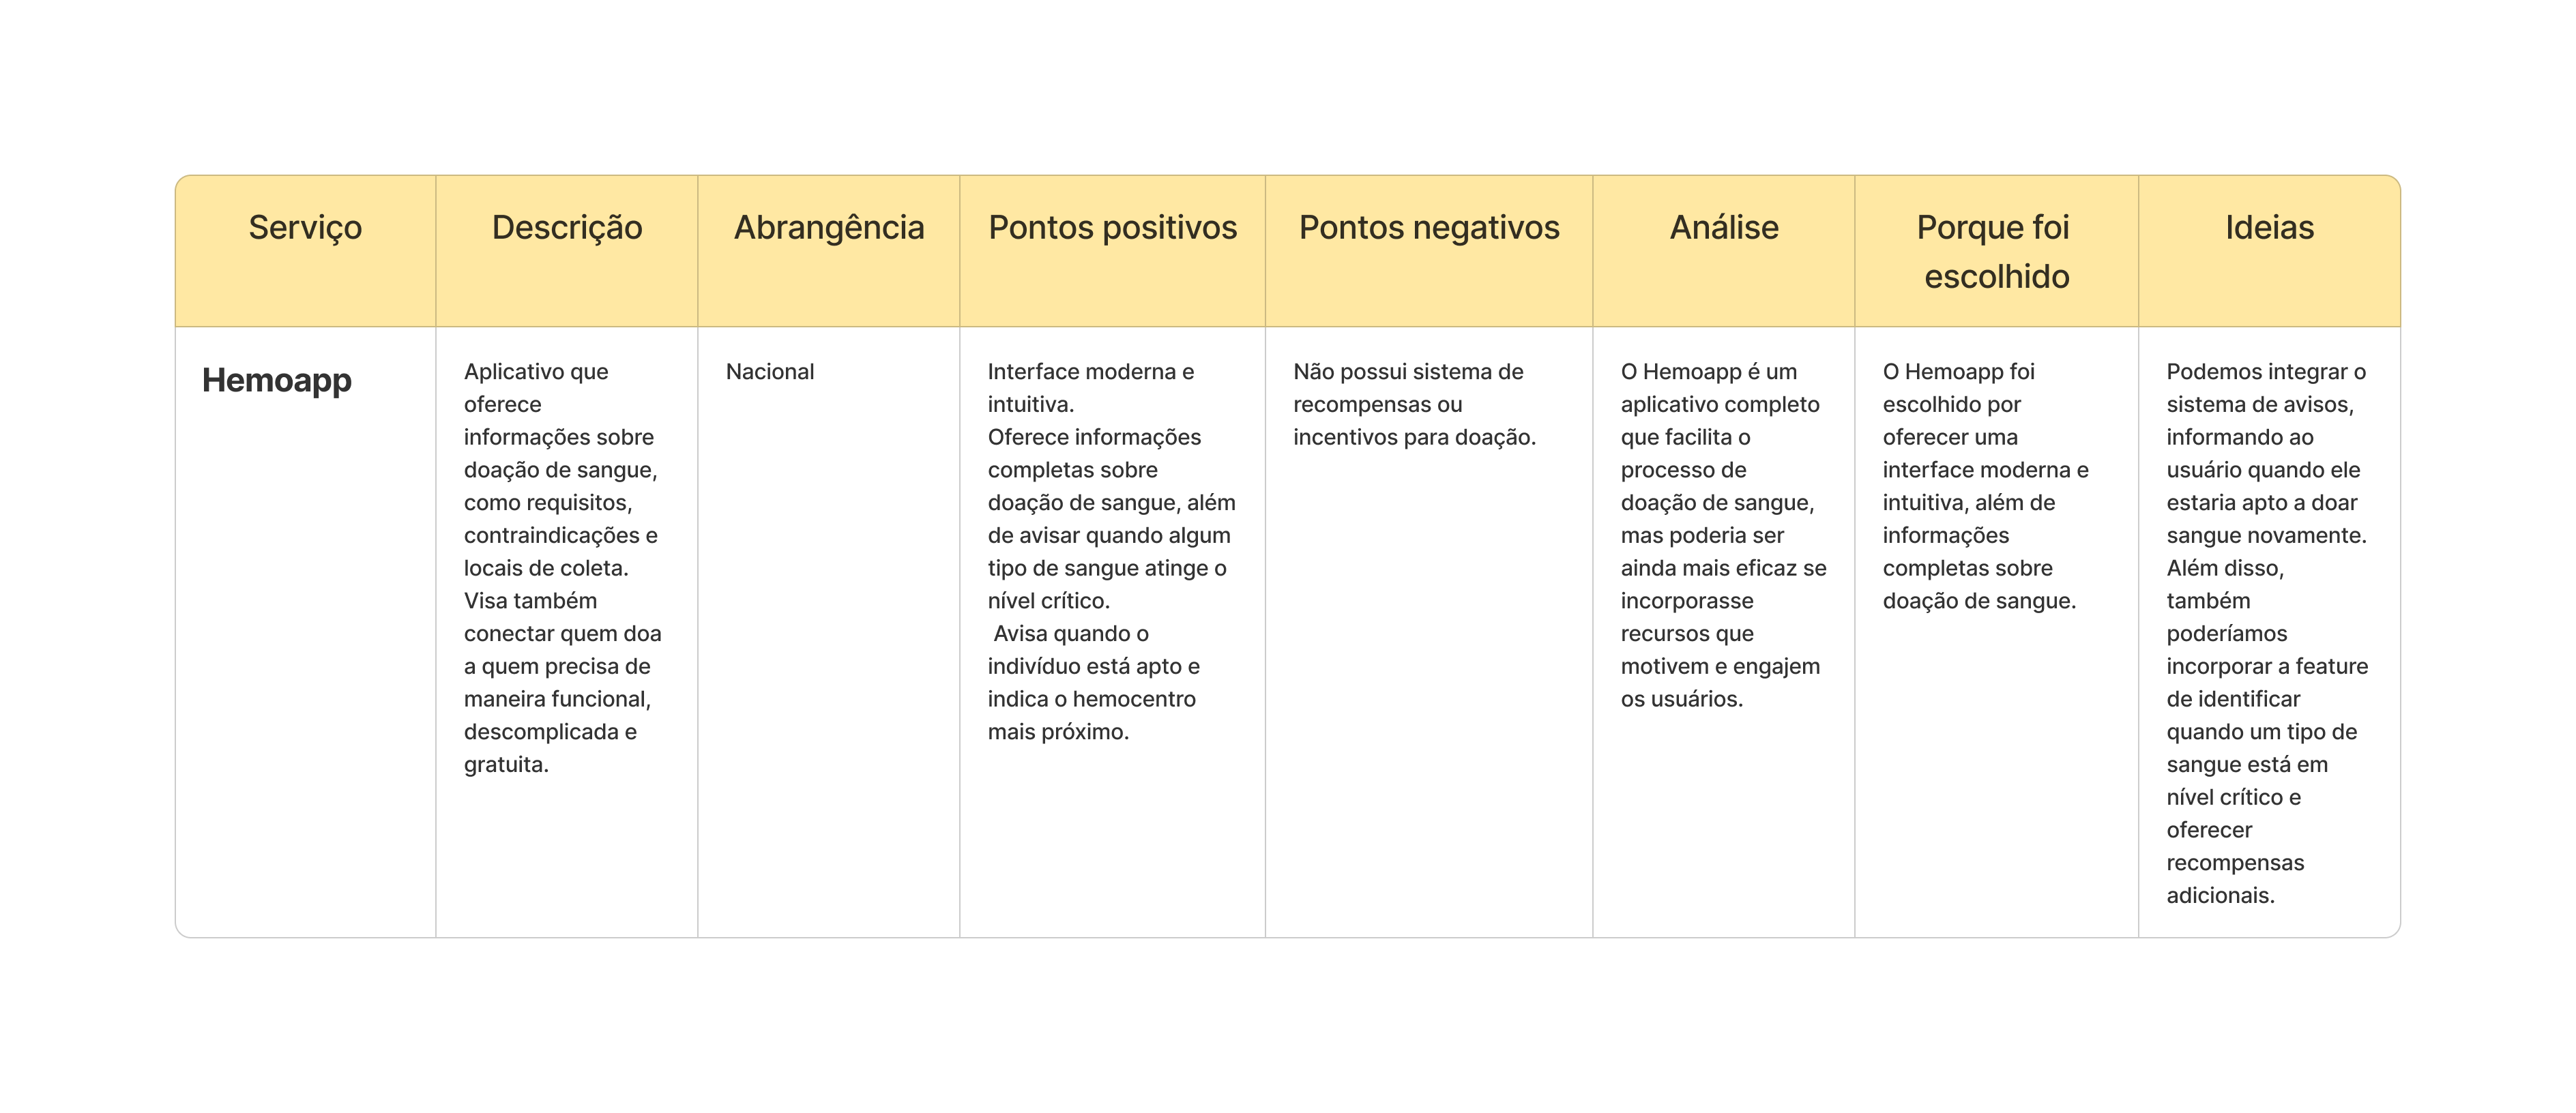 Serviço
Descrição
Abrangência
Pontos positivos
Pontos negativos
Análise
Porque foi
escolhido
Ideias
Hemoapp
Aplicativo que
oferece
informações sobre
doação de sangue,
como requisitos,
contraindicações e
locais de coleta.
Visa também
conectar quem doa
a quem precisa de
maneira funcional,
descomplicada e
gratuita.
Nacional
Interface moderna e
intuitiva.
Oferece informações
completas sobre
doação de sangue, além
de avisar quando algum
tipo de sangue atinge o
nível crítico.
Avisa quando o
indivíduo está apto e
indica o hemocentro
mais próximo.
Não possui sistema de
recompensas ou
incentivos para doação.
O Hemoapp é um
aplicativo completo
que facilita o
processo de
doação de sangue,
mas poderia ser
ainda mais eficaz se
incorporasse
recursos que
motivem e engajem
os usuários.
O Hemoapp foi
escolhido por
oferecer uma
interface moderna e
intuitiva, além de
informações
completas sobre
doação de sangue.
Podemos integrar o
sistema de avisos,
informando ao
usuário quando ele
estaria apto a doar
sangue novamente.
Além disso,
também
poderíamos
incorporar a feature
de identificar
quando um tipo de
sangue está em
nível crítico e
oferecer
recompensas
adicionais.